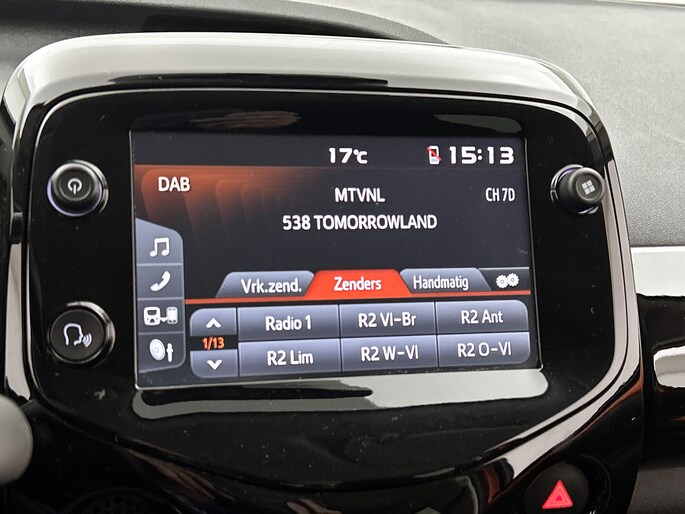 17°C 15:13
DAB MTVNL CH 7D
538 TOMORROWLAND
Vrk.zend. Zenders Handmatig
Radio 1 R2 Vl-Br R2 Ant
1/13
R2 Lim R2 W-Vl R2 O-Vl